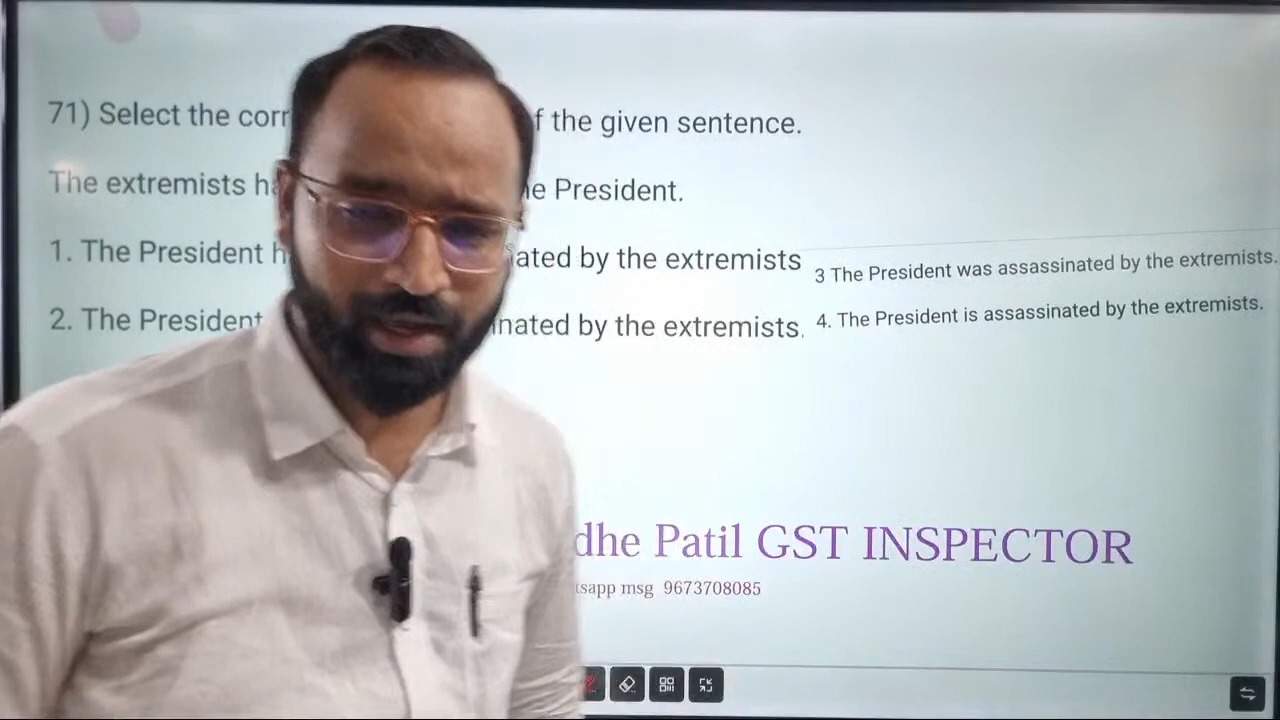 71) Select the corr f the given sentence.
The extremists ha e President.
1. The President h ated by the extremists
2. The President nated by the extremists.
3 The President was assassinated by the extremists.
4. The President is assassinated by the extremists.
dhe Patil GST INSPECTOR
tsapp msg 9673708085